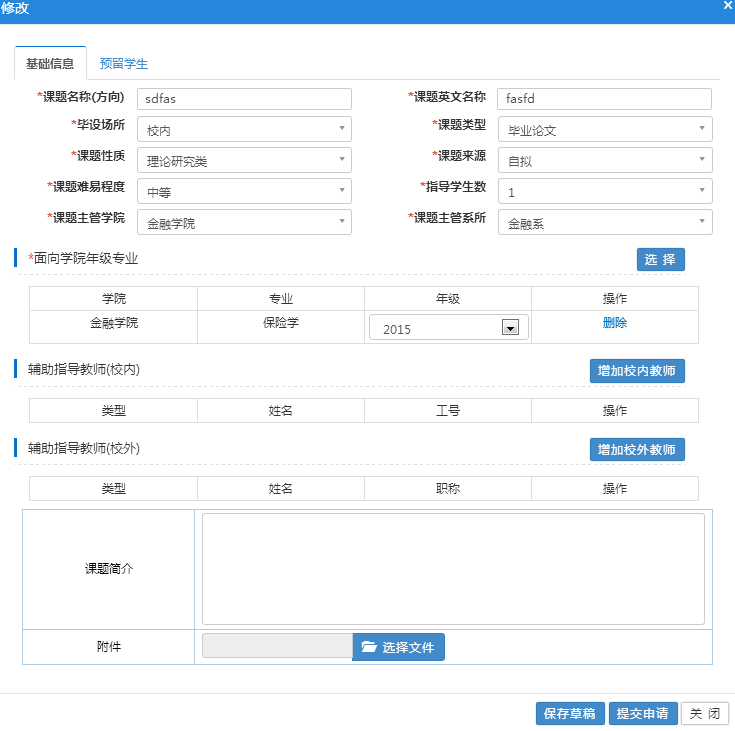 修改
×
基础信息 预留学生
*课题名称(方向) sdfas *课题英文名称 fasfd
*毕设场所 校内 *课题类型 毕业论文
*课题性质 理论研究类 *课题来源 自拟
*课题难易程度 中等 *指导学生数 1
*课题主管学院 金融学院 *课题主管系所 金融系
*面向学院年级专业 选 择
学院 专业 年级 操作
金融学院 保险学 2015 删除
辅助指导教师(校内) 增加校内教师
类型 姓名 工号 操作
辅助指导教师(校外) 增加校外教师
类型 姓名 职称 操作
课题简介
附件 选择文件
保存草稿 提交申请 关 闭